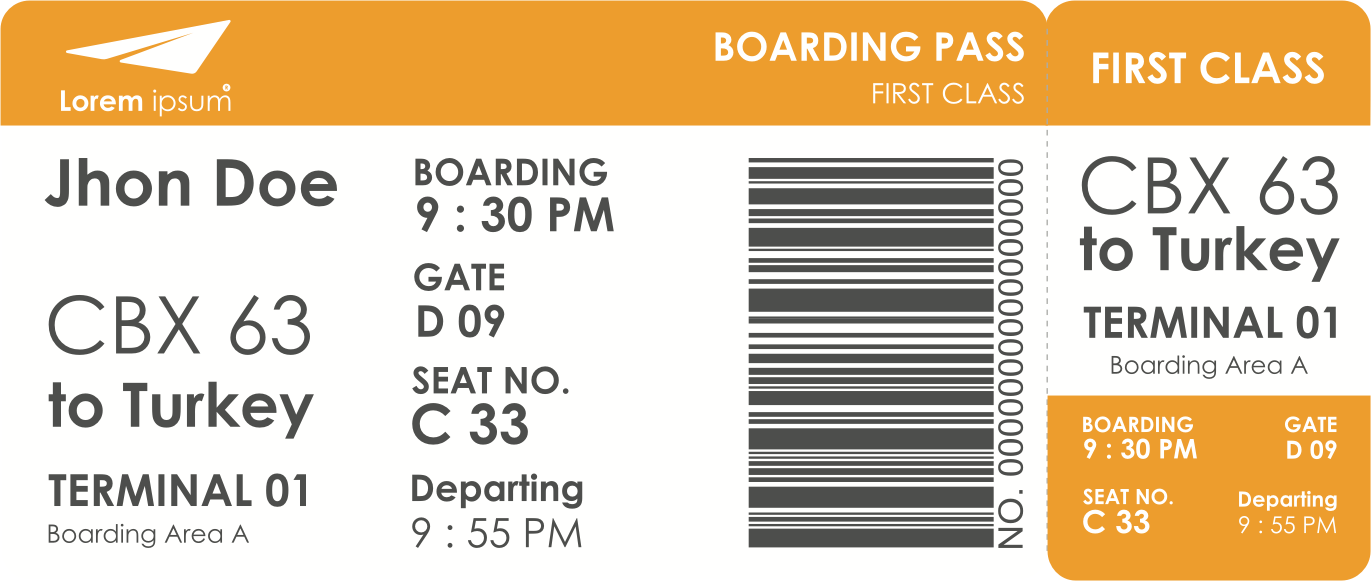 Lorem ipsum
BOARDING PASS
FIRST CLASS
Jhon Doe
CBX 63
to Turkey
TERMINAL 01
Boarding Area A
BOARDING
9 : 30 PM
GATE
D 09
SEAT NO.
C 33
Departing
9 : 55 PM
NO. 0000000000000000000
FIRST CLASS
CBX 63
to Turkey
TERMINAL 01
Boarding Area A
BOARDING
9 : 30 PM
GATE
D 09
SEAT NO.
C 33
Departing
9 : 55 PM